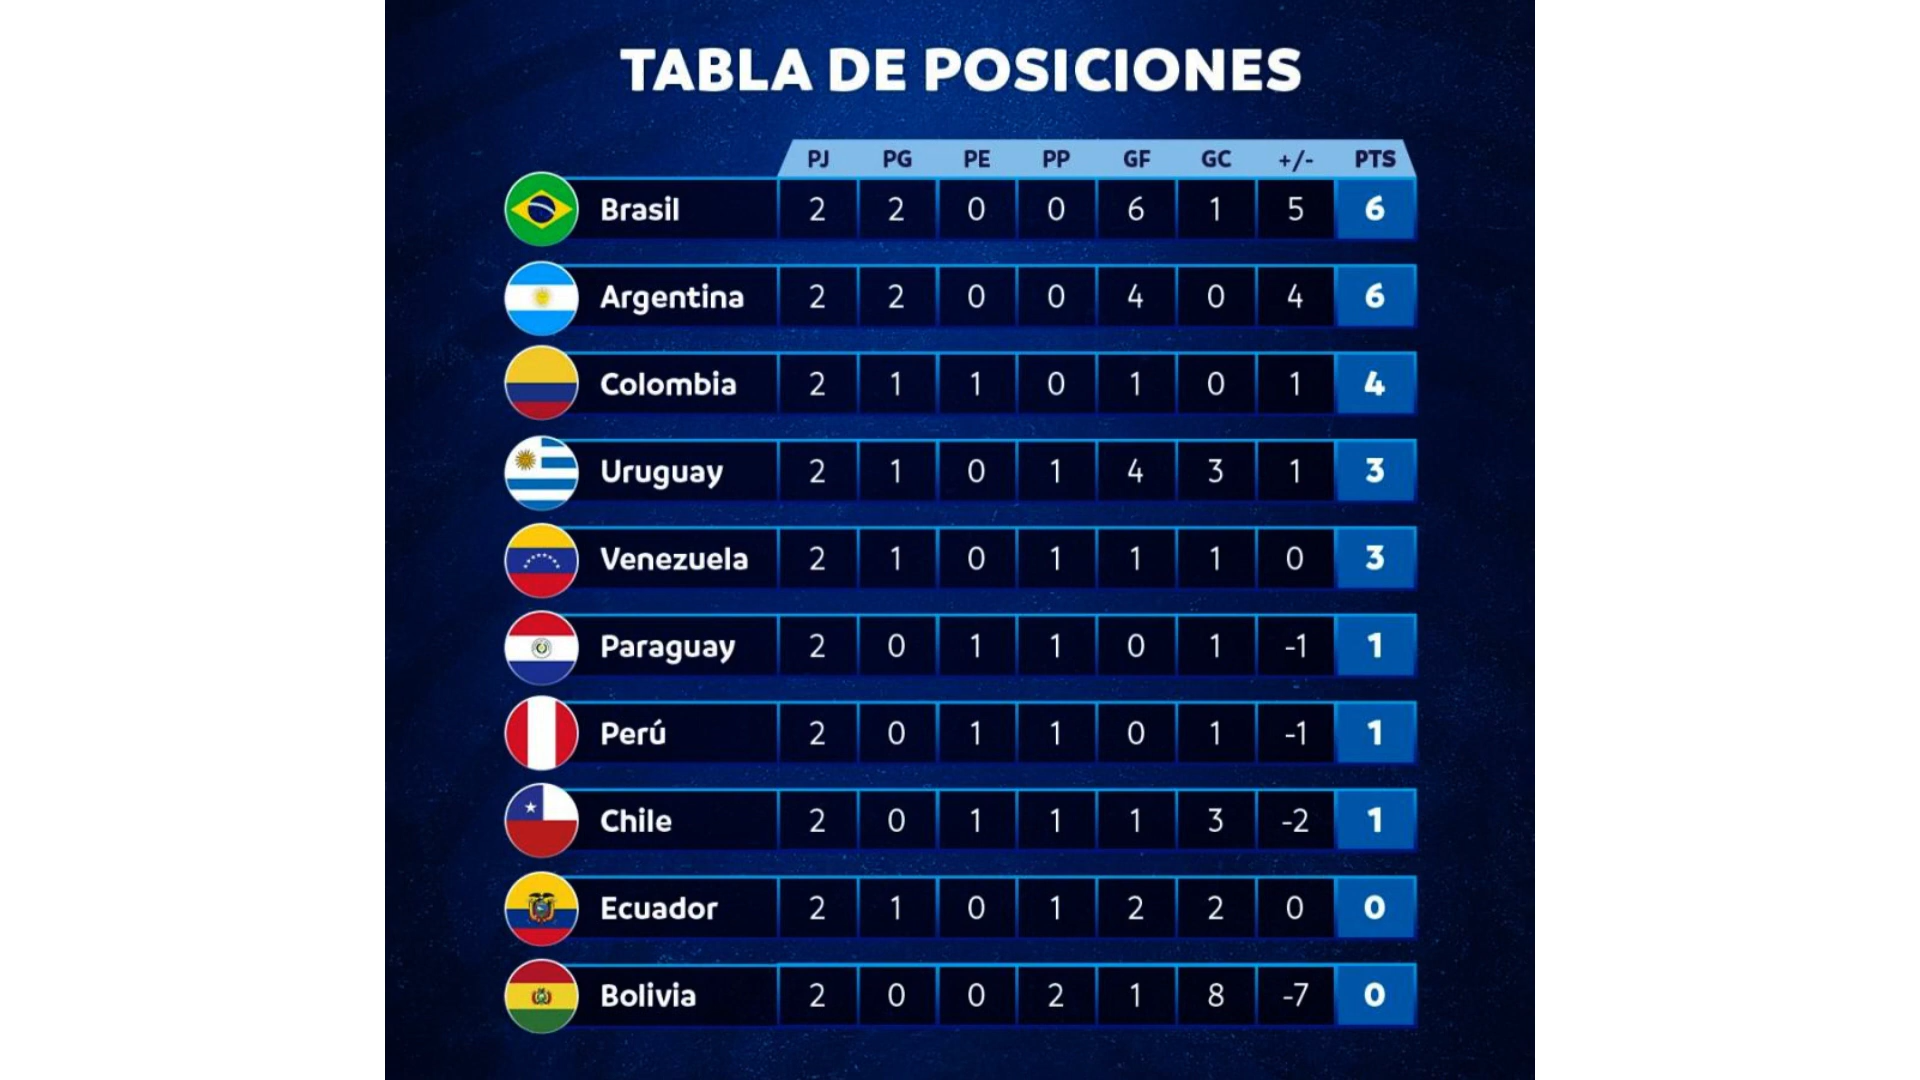 TABLA DE POSICIONES
PJ PG PE PP GF GC +/- PTS
Brasil 2 2 0 0 6 1 5 6
Argentina 2 2 0 0 4 0 4 6
Colombia 2 1 1 0 1 0 1 4
Uruguay 2 1 0 1 4 3 1 3
Venezuela 2 1 0 1 1 1 0 3
Paraguay 2 0 1 1 0 1 -1 1
Perú 2 0 1 1 0 1 -1 1
Chile 2 0 1 1 1 3 -2 1
Ecuador 2 1 0 1 2 2 0 0
Bolivia 2 0 0 2 1 8 -7 0